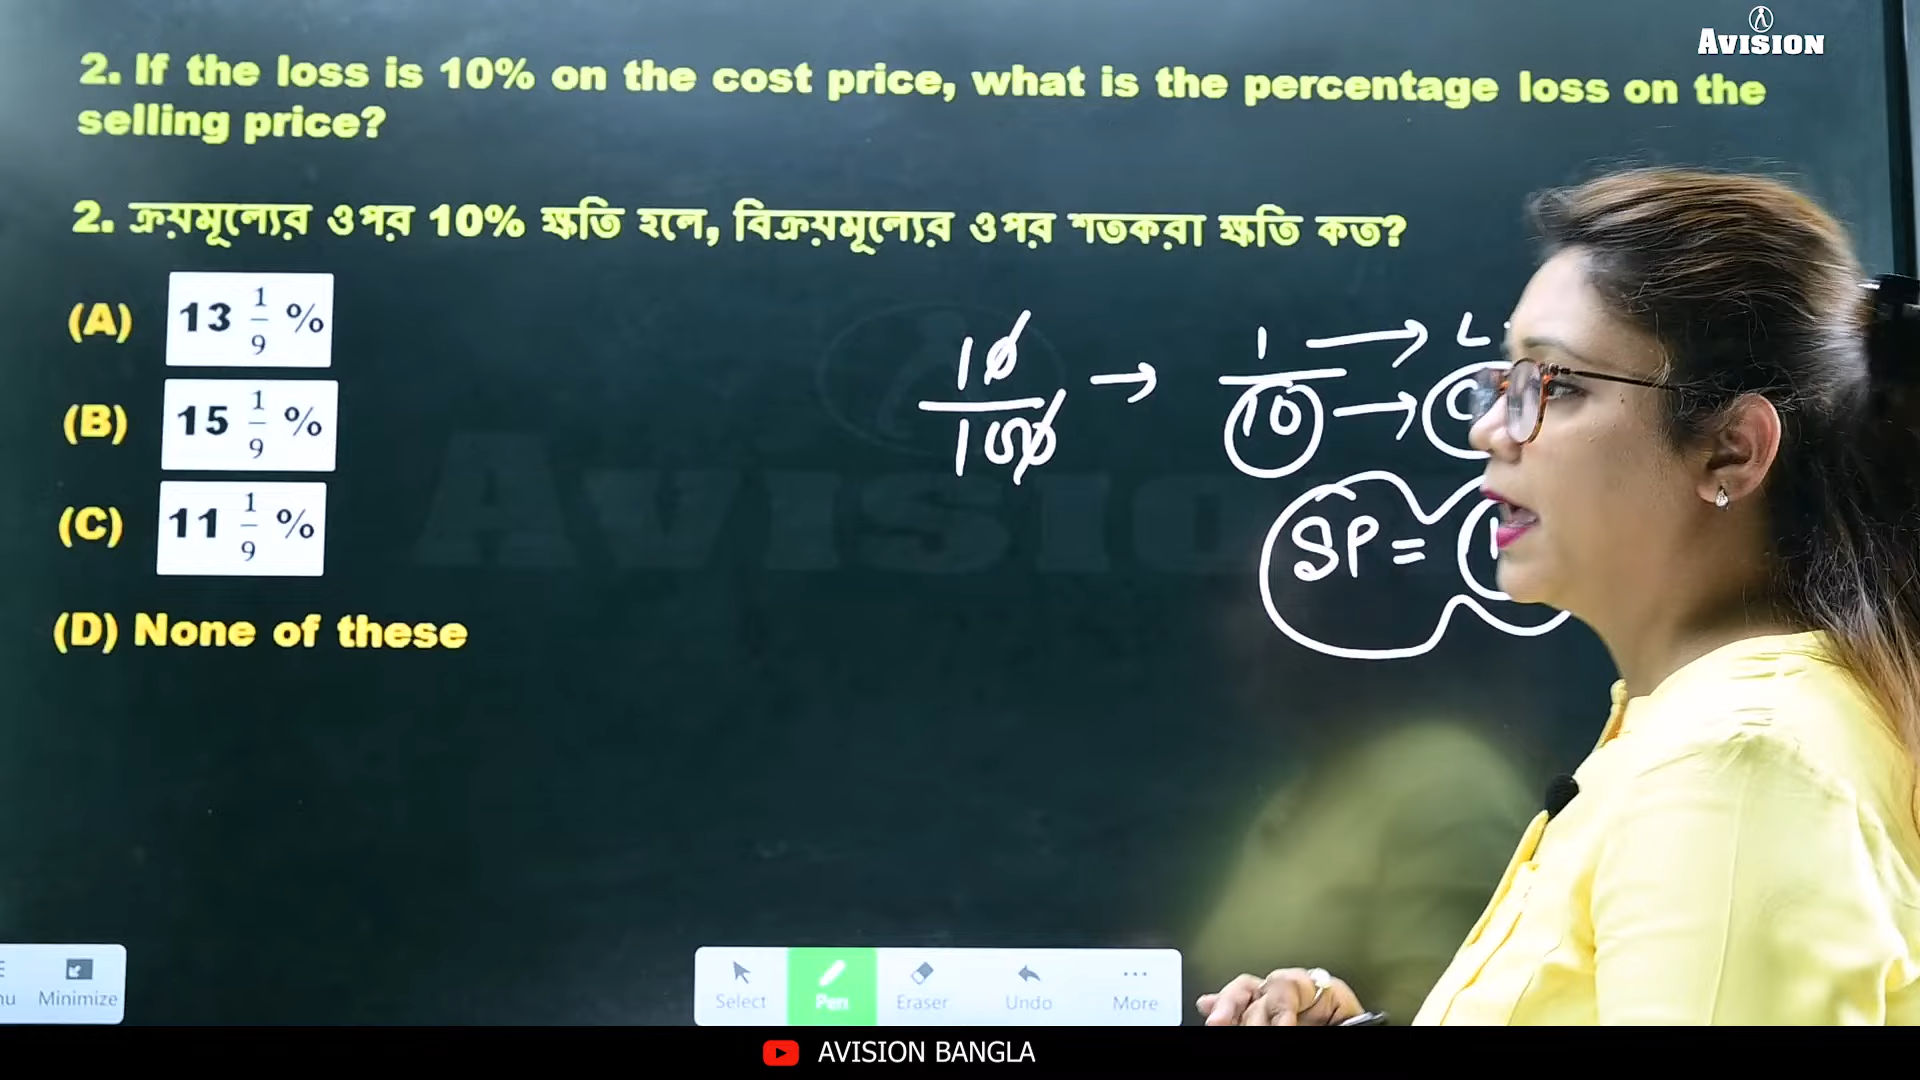 AVISION
2. If the loss is 10% on the cost price, what is the percentage loss on the
selling price?
2. ক্রয়মূল্যের ওপর 10% ক্ষতি হলে, বিক্রয়মূল্যের ওপর শতকরা ক্ষতি কত?
(A) 13 1/9 %
(B) 15 1/9 %
(C) 11 1/9 %
(D) None of these
10/100 → 1/10 → L
SP =
AVISION
Minimize
Select
Pen
Eraser
Undo
More
AVISION BANGLA